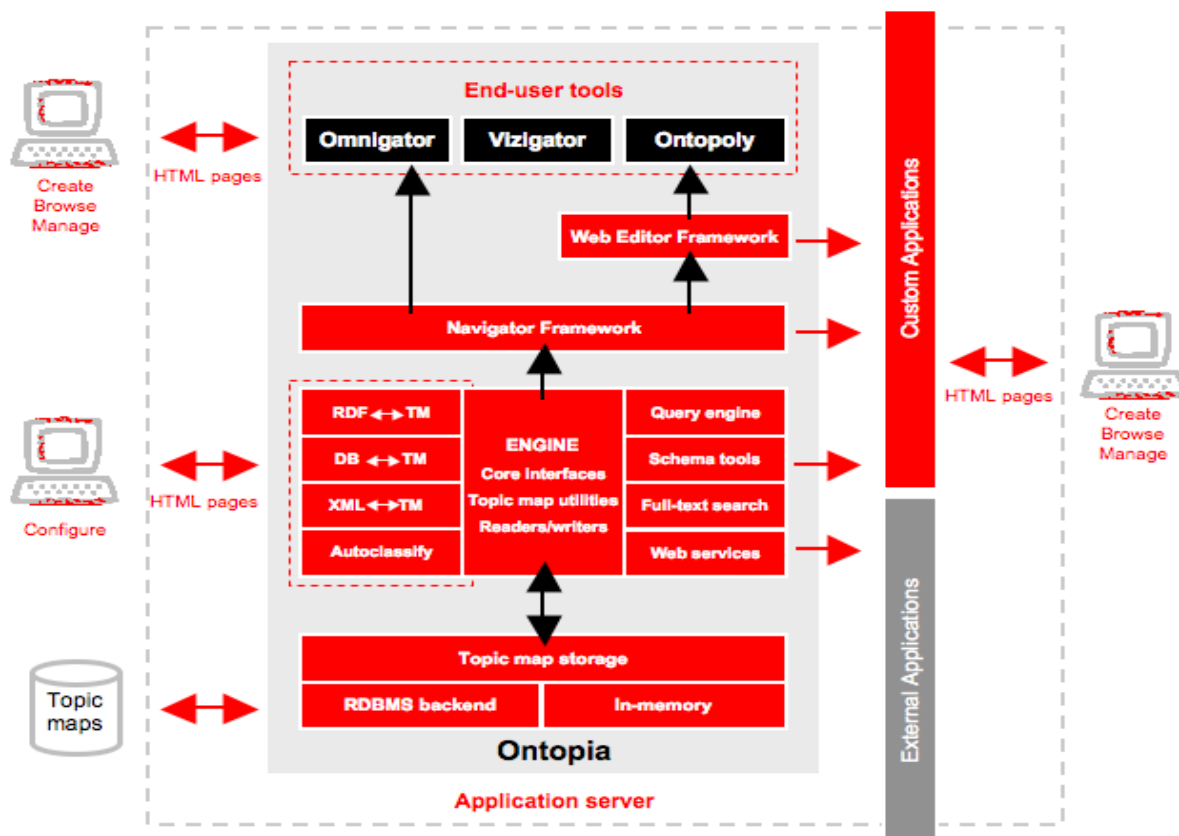 End-user tools
Omnigator
Vizigator
Ontopoly
HTML pages
Create
Browse
Manage
Web Editor Framework
Navigator Framework
Custom Applications
HTML pages
Create
Browse
Manage
RDF ↔ TM
DB ↔ TM
XML ↔ TM
Autoclassify
ENGINE
Core interfaces
Topic map utilities
Readers/writers
Query engine
Schema tools
Full-text search
Web services
HTML pages
Configure
External Applications
Topic map storage
RDBMS backend
In-memory
Topic
maps
Ontopia
Application server